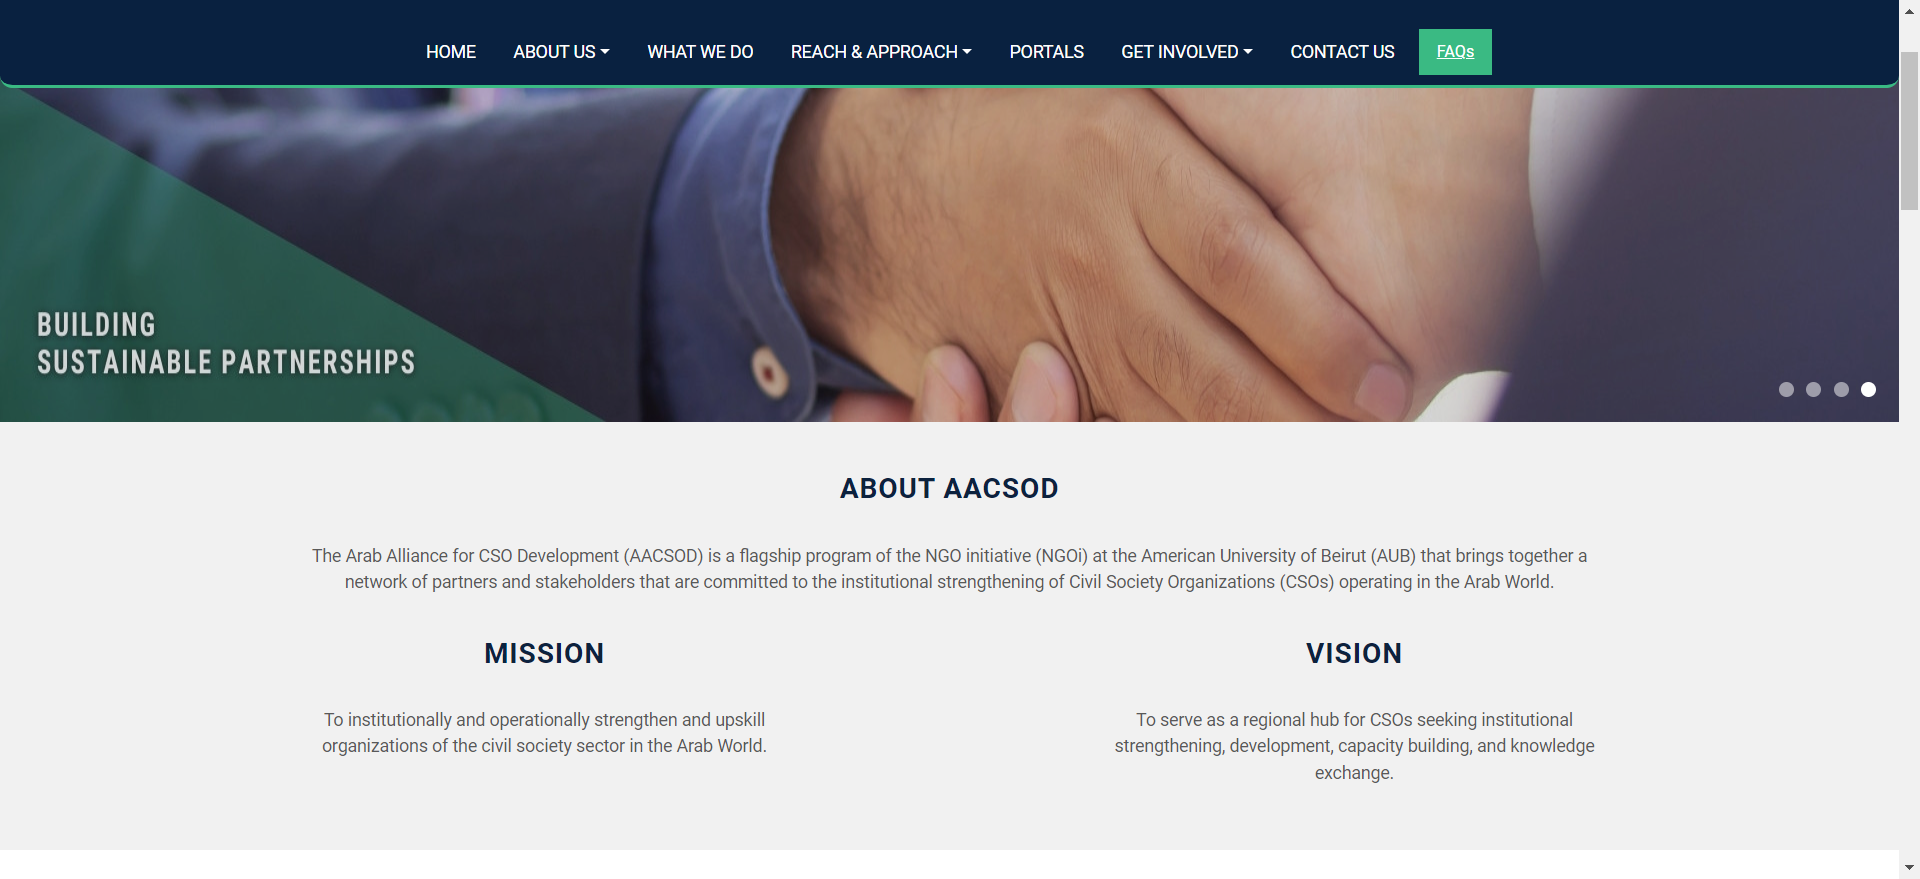 HOME ABOUT US WHAT WE DO REACH & APPROACH PORTALS GET INVOLVED CONTACT US FAQs
BUILDING
SUSTAINABLE PARTNERSHIPS
ABOUT AACSOD
The Arab Alliance for CSO Development (AACSOD) is a flagship program of the NGO initiative (NGOi) at the American University of Beirut (AUB) that brings together a
network of partners and stakeholders that are committed to the institutional strengthening of Civil Society Organizations (CSOs) operating in the Arab World.
MISSION
To institutionally and operationally strengthen and upskill
organizations of the civil society sector in the Arab World.
VISION
To serve as a regional hub for CSOs seeking institutional
strengthening, development, capacity building, and knowledge
exchange.